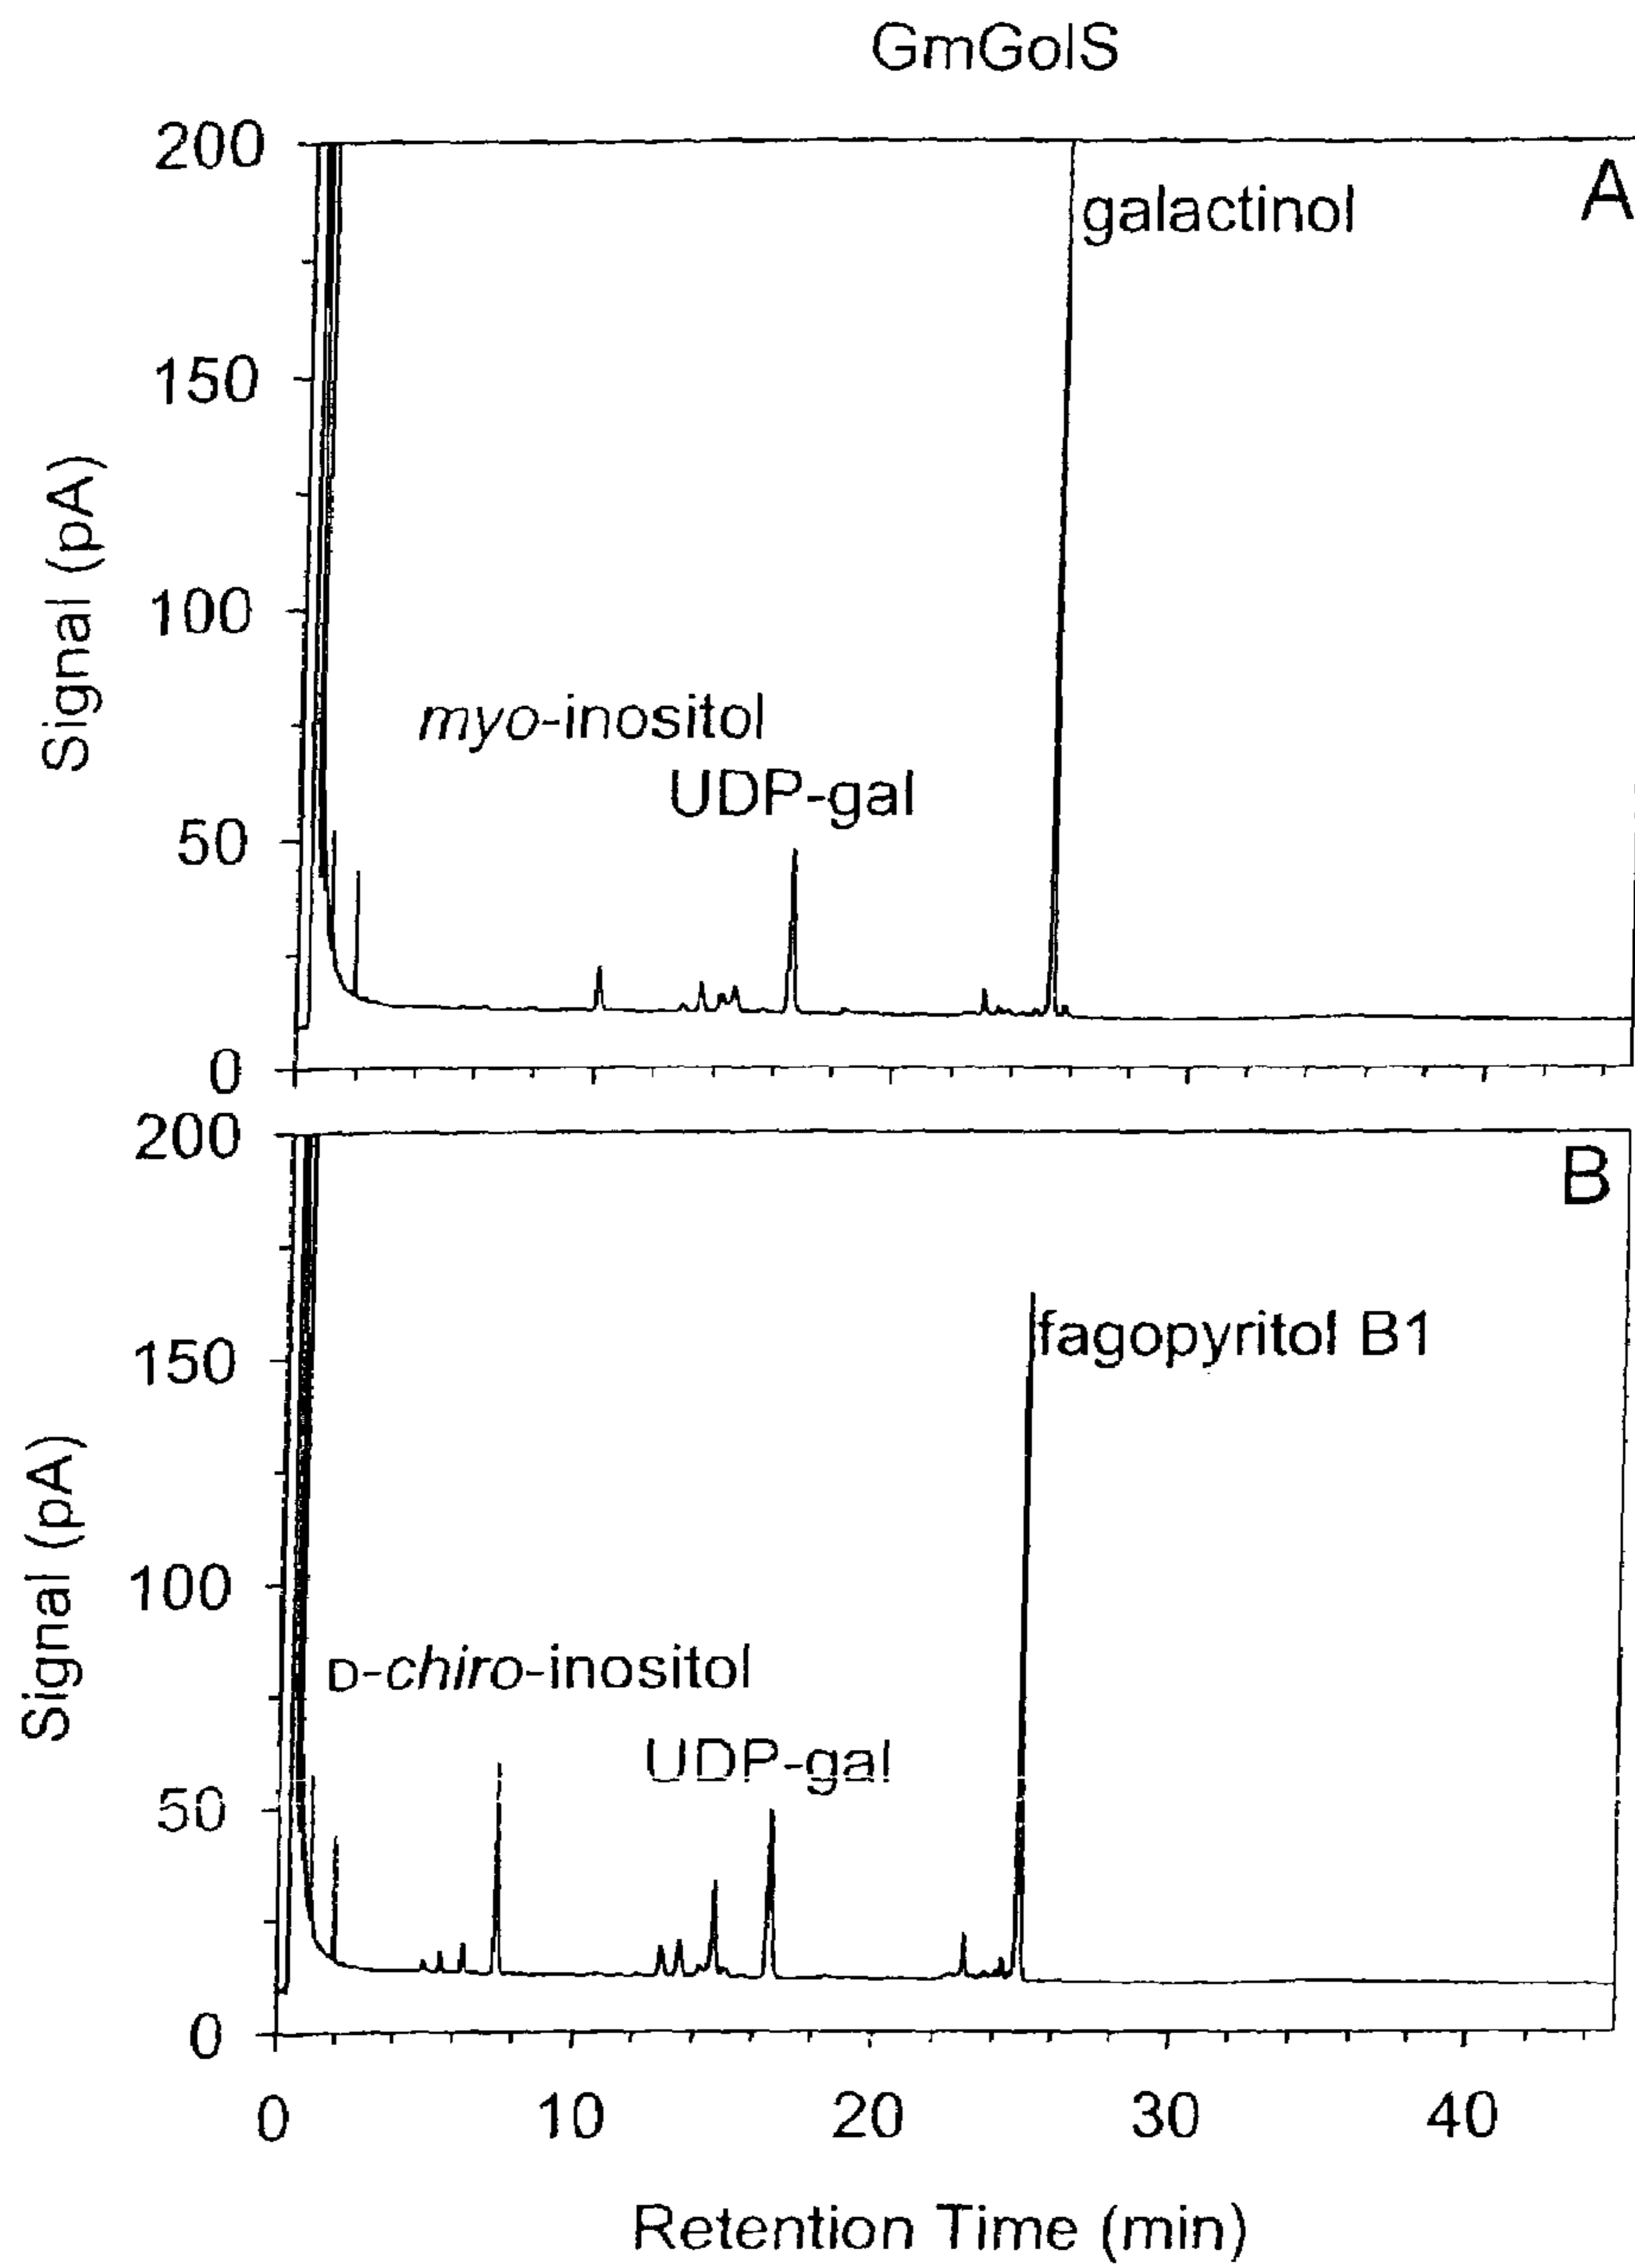 GmGolS
200
A
galactinol
150
Signal (pA)
100
myo-inositol
UDP-gal
50
0
200
B
fagopyritol B1
150
Signal (pA)
100
D-chiro-inositol
UDP-gal
50
0
0 10 20 30 40
Retention Time (min)